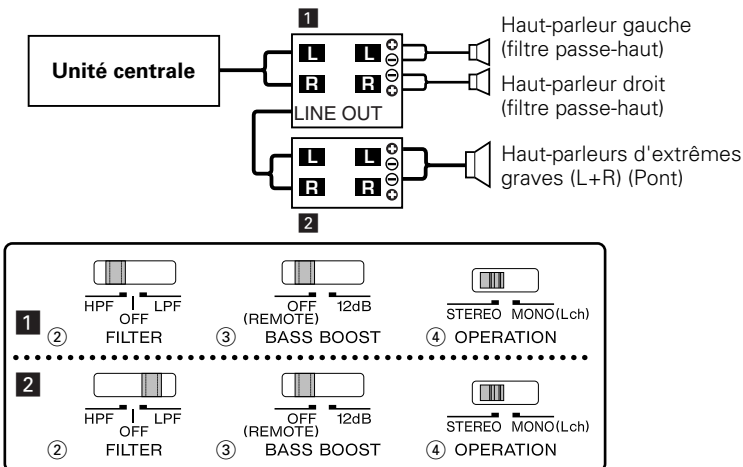 1
Unité centrale
L L ⊕
⊖
R R ⊖
⊕
LINE OUT
Haut-parleur gauche
(filtre passe-haut)
Haut-parleur droit
(filtre passe-haut)
L L ⊕
⊖
R R ⊖
⊕
Haut-parleurs d'extrêmes
graves (L+R) (Pont)
2
1
HPF LPF
OFF
② FILTER
OFF 12dB
(REMOTE)
③ BASS BOOST
STEREO MONO(Lch)
④ OPERATION
2
HPF LPF
OFF
② FILTER
OFF 12dB
(REMOTE)
③ BASS BOOST
STEREO MONO(Lch)
④ OPERATION